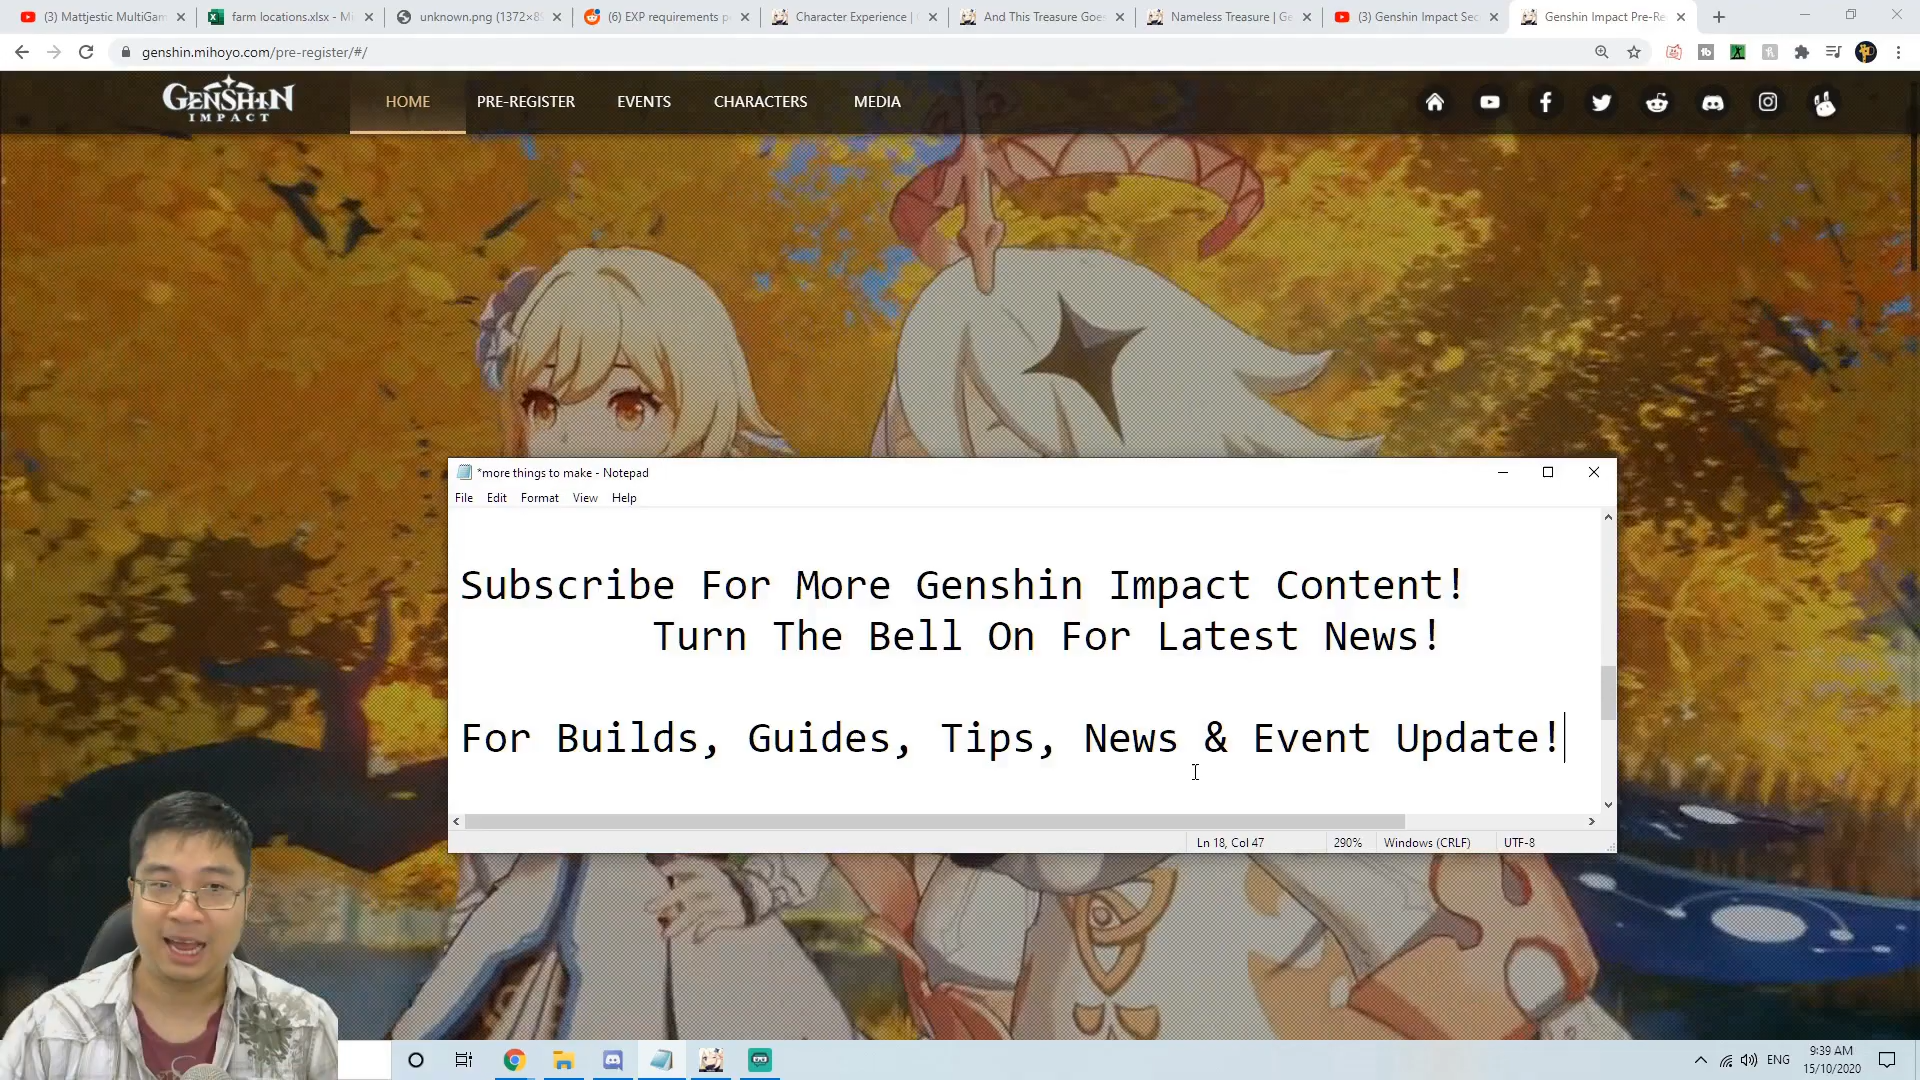 (3) Mattjestic MultiGam
farm locations.xlsx - Mi
unknown.png (1372×89
(6) EXP requirements p
Character Experience | G
And This Treasure Goes
Nameless Treasure | Ge
(3) Genshin Impact Sec
Genshin Impact Pre-Re
genshin.mihoyo.com/pre-register/#/
GENSHIN
IMPACT
HOME
PRE-REGISTER
EVENTS
CHARACTERS
MEDIA
*more things to make - Notepad
File Edit Format View Help
Subscribe For More Genshin Impact Content!
Turn The Bell On For Latest News!
For Builds, Guides, Tips, News & Event Update!
Ln 18, Col 47
290%
Windows (CRLF)
UTF-8
ENG
9:39 AM
15/10/2020